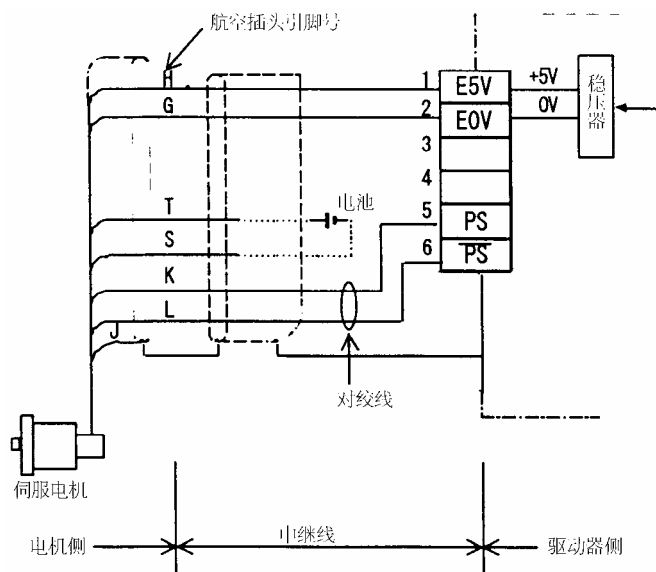 航空插头引脚号
H
1
E5V
+5V
G
2
E0V
0V
稳压器
3
4
T
电池
5
PS
S
6
PS
K
L
J
对绞线
伺服电机
电机侧
中继线
驱动器侧